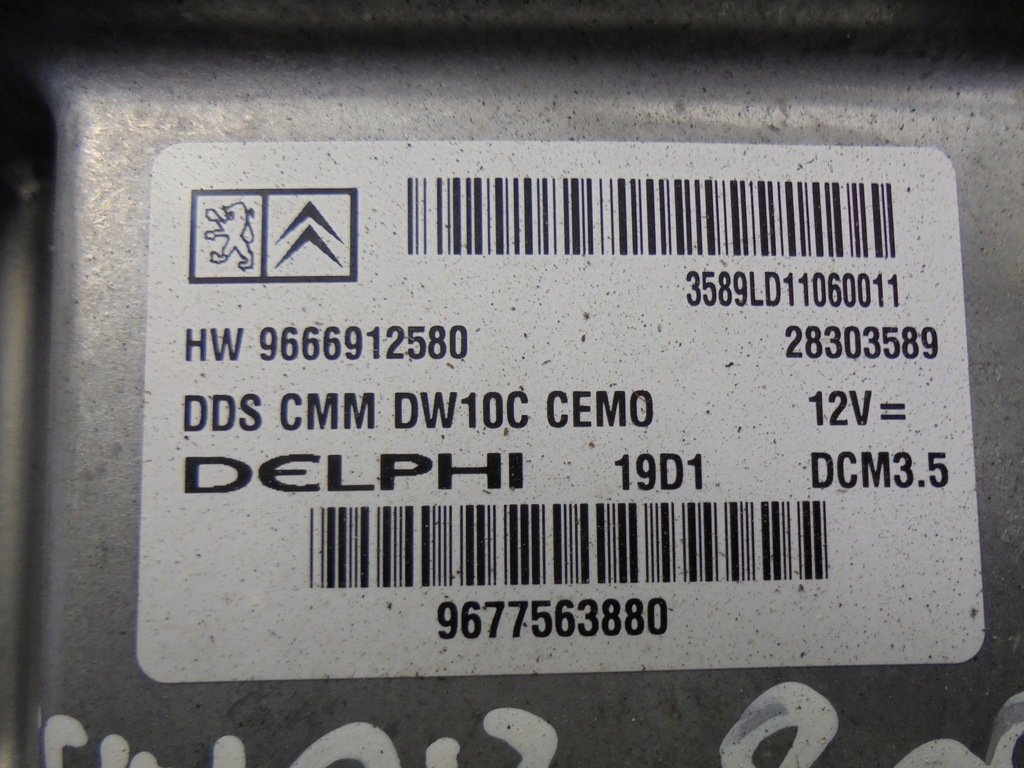 3589LD11060011
HW 9666912580 28303589
DDS CMM DW10C CEMO 12V=
DELPHI 19D1 DCM3.5
9677563880